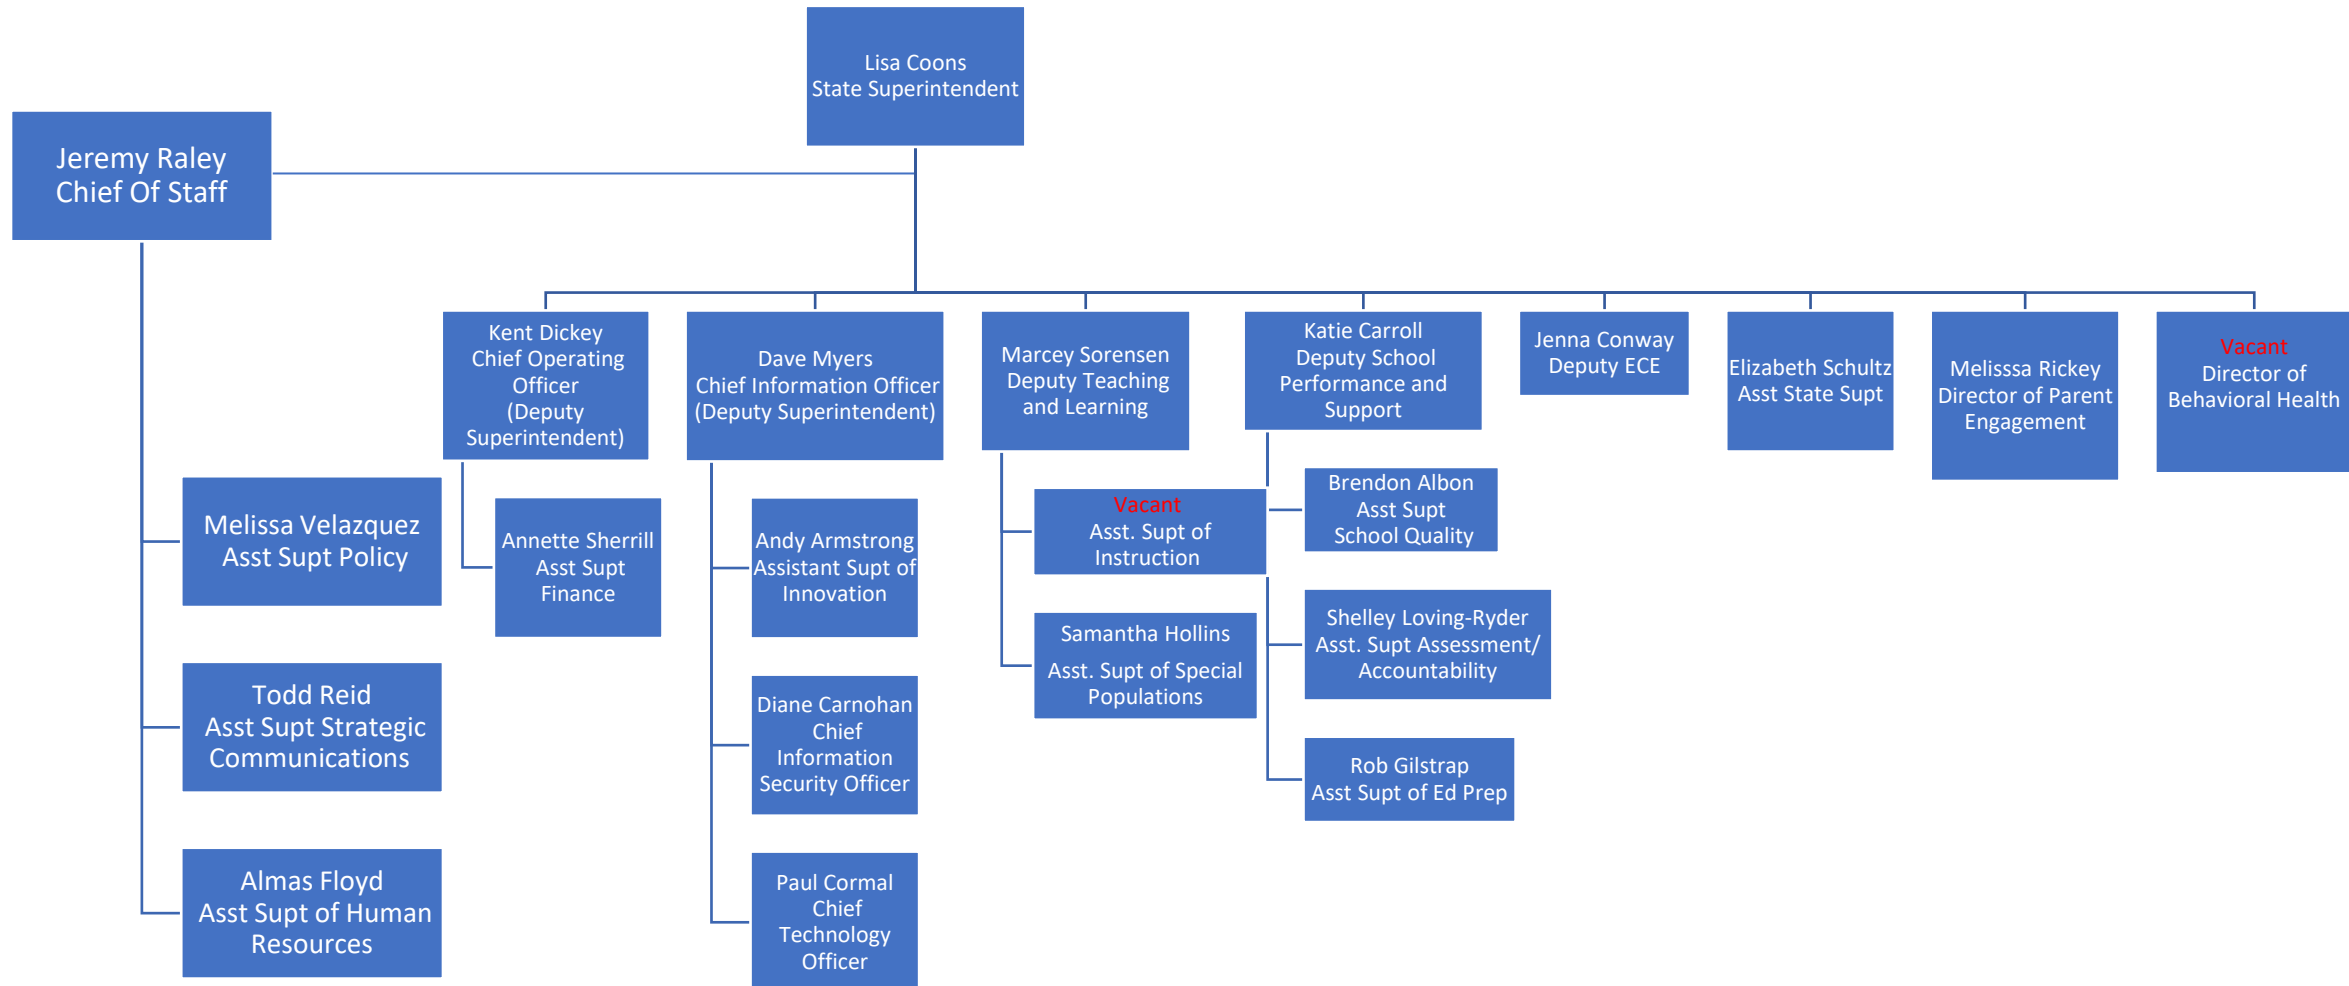 Lisa Coons
State Superintendent
Jeremy Raley
Chief Of Staff
Kent Dickey
Chief Operating
Officer
(Deputy
Superintendent)
Dave Myers
Chief Information Officer
(Deputy Superintendent)
Marcey Sorensen
Deputy Teaching
and Learning
Katie Carroll
Deputy School
Performance and
Support
Jenna Conway
Deputy ECE
Elizabeth Schultz
Asst State Supt
Melisssa Rickey
Director of Parent
Engagement
Vacant
Director of
Behavioral Health
Melissa Velazquez
Asst Supt Policy
Todd Reid
Asst Supt Strategic
Communications
Almas Floyd
Asst Supt of Human
Resources
Annette Sherrill
Asst Supt
Finance
Andy Armstrong
Assistant Supt of
Innovation
Diane Carnohan
Chief
Information
Security Officer
Paul Cormal
Chief
Technology
Officer
Vacant
Asst. Supt of
Instruction
Samantha Hollins
Asst. Supt of Special
Populations
Brendon Albon
Asst Supt
School Quality
Shelley Loving-Ryder
Asst. Supt Assessment/
Accountability
Rob Gilstrap
Asst Supt of Ed Prep